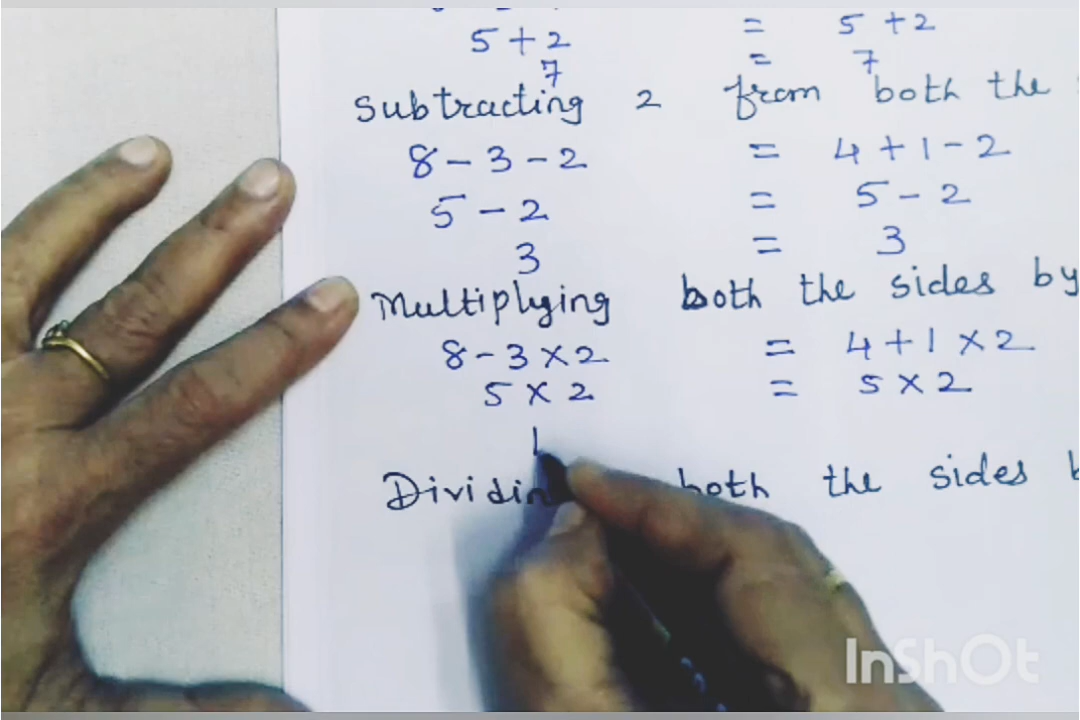 5 + 2 = 5 + 2
7 = 7
Subtracting 2 from both the
8 - 3 - 2 = 4 + 1 - 2
5 - 2 = 5 - 2
3 = 3
Multiplying both the sides by
8 - 3 × 2 = 4 + 1 × 2
5 × 2 = 5 × 2
1
Dividin both the sides b
InShOt